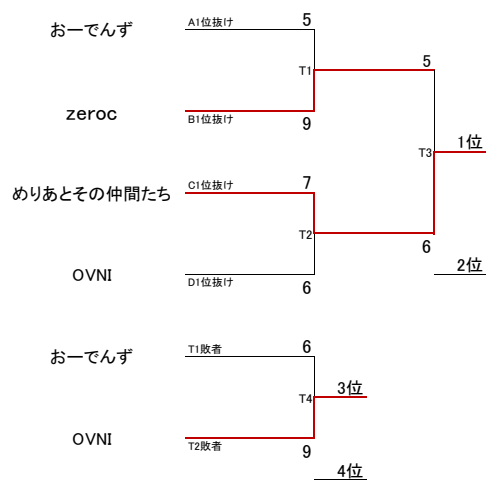 おーでんず
A1位抜け
5
T1
5
zeroc
B1位抜け
9
T3
1位
めりあとその仲間たち
C1位抜け
7
T2
6
OVNI
D1位抜け
6
2位
おーでんず
T1敗者
6
T4
3位
OVNI
T2敗者
9
4位